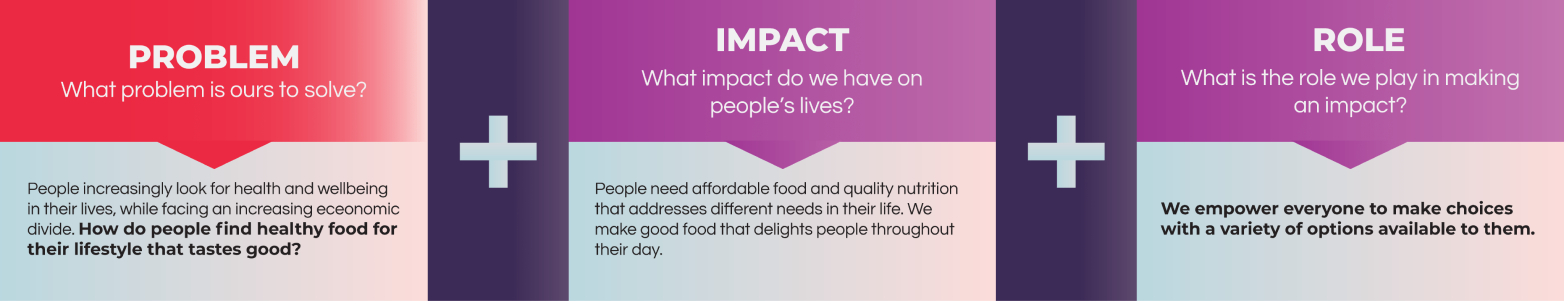 PROBLEM
What problem is ours to solve?
People increasingly look for health and wellbeing
in their lives, while facing an increasing eceonomic
divide. How do people find healthy food for
their lifestyle that tastes good?
+
IMPACT
What impact do we have on
people’s lives?
People need affordable food and quality nutrition
that addresses different needs in their life. We
make good food that delights people throughout
their day.
+
ROLE
What is the role we play in making
an impact?
We empower everyone to make choices
with a variety of options available to them.